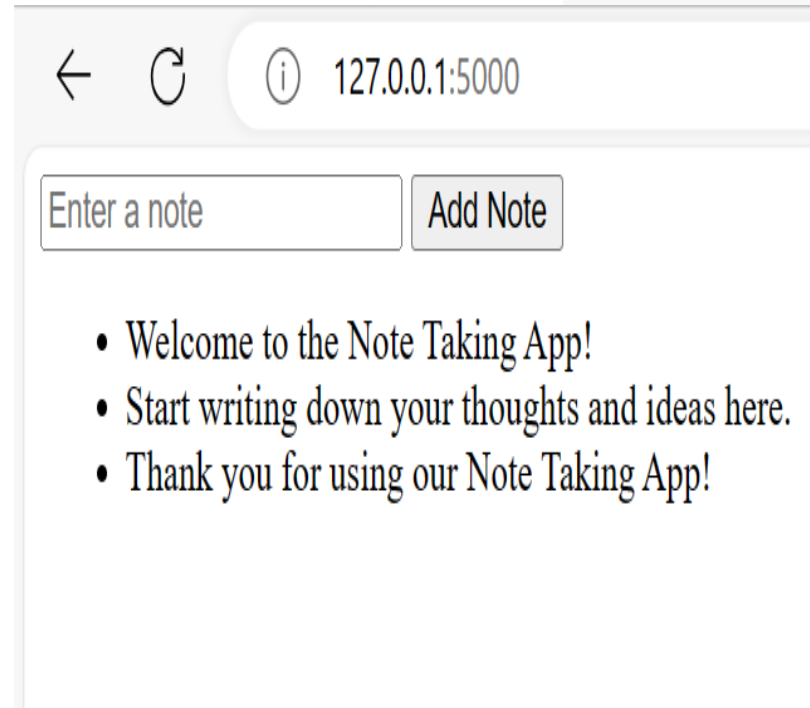 127.0.0.1:5000
Enter a note Add Note
• Welcome to the Note Taking App!
• Start writing down your thoughts and ideas here.
• Thank you for using our Note Taking App!